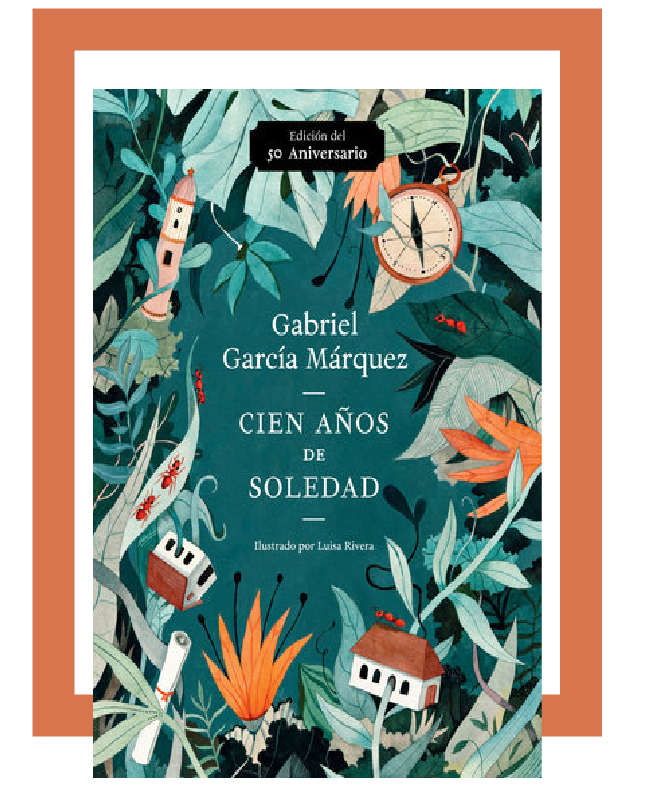 Edición del
50 Aniversario
Gabriel
García Márquez
CIEN AÑOS
DE
SOLEDAD
Ilustrado por Luisa Rivera